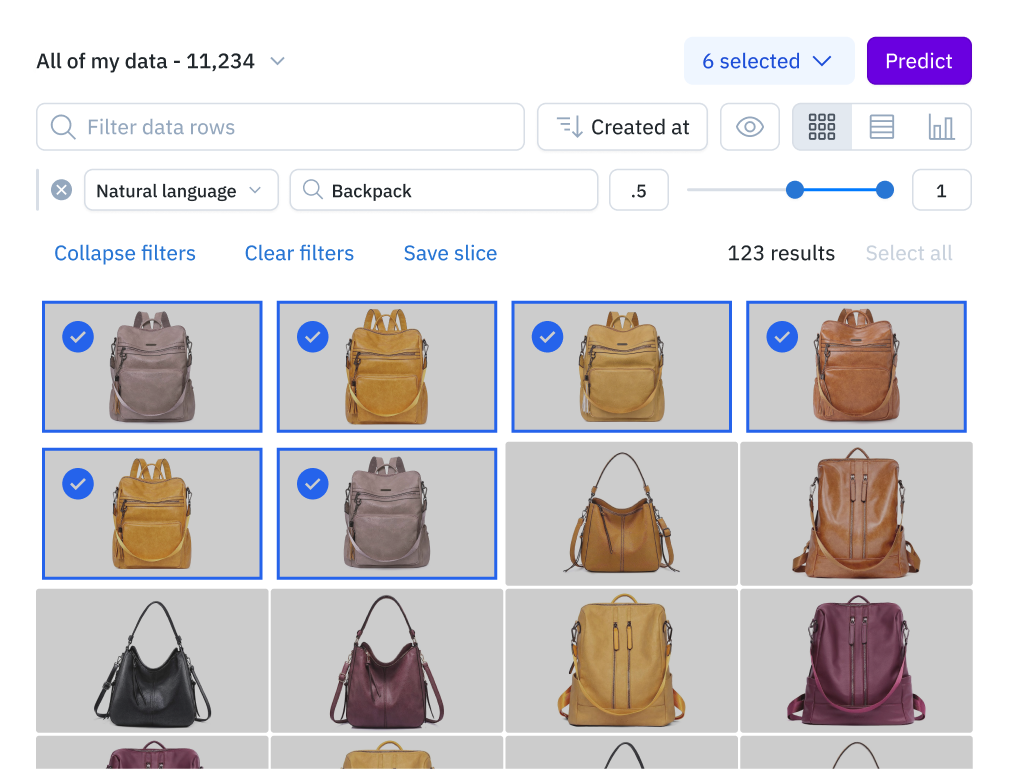 All of my data - 11,234
6 selected
Predict
Filter data rows
Created at
Natural language
Backpack
.5
1
Collapse filters
Clear filters
Save slice
123 results
Select all